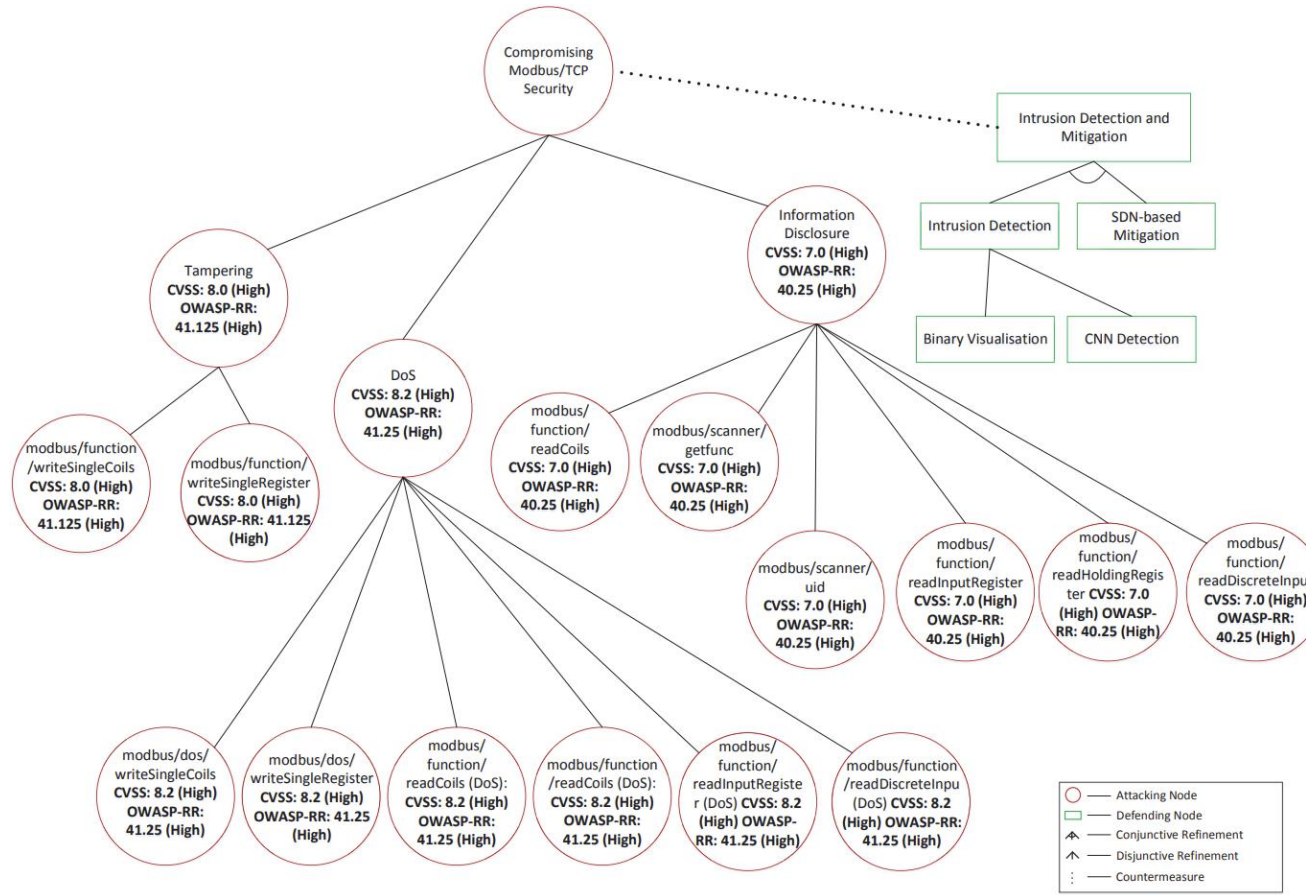 Compromising
Modbus/TCP
Security
Intrusion Detection and
Mitigation
Intrusion Detection
SDN-based
Mitigation
Binary Visualisation
CNN Detection
Information
Disclosure
CVSS: 7.0 (High)
OWASP-RR:
40.25 (High)
Tampering
CVSS: 8.0 (High)
OWASP-RR:
41.125 (High)
DoS
CVSS: 8.2 (High)
OWASP-RR:
41.25 (High)
modbus/function
/writeSingleCoils
CVSS: 8.0 (High)
OWASP-RR:
41.125 (High)
modbus/function/
writeSingleRegister
CVSS: 8.0 (High)
OWASP-RR: 41.125
(High)
modbus/
function/
readCoils
CVSS: 7.0 (High)
OWASP-RR:
40.25 (High)
modbus/scanner/
getfunc
CVSS: 7.0 (High)
OWASP-RR:
40.25 (High)
modbus/scanner/
uid
CVSS: 7.0 (High)
OWASP-RR:
40.25 (High)
modbus/
function/
readInputRegister
CVSS: 7.0 (High)
OWASP-RR:
40.25 (High)
modbus/
function/
readHoldingRegis
ter CVSS: 7.0
(High) OWASP-
RR: 40.25 (High)
modbus/
function/
readDiscreteInput
CVSS: 7.0 (High)
OWASP-RR:
40.25 (High)
modbus/dos/
writeSingleCoils
CVSS: 8.2 (High)
OWASP-RR:
41.25 (High)
modbus/dos/
writeSingleRegister
CVSS: 8.2 (High)
OWASP-RR: 41.25
(High)
modbus/
function/
readCoils (DoS):
CVSS: 8.2 (High)
OWASP-RR:
41.25 (High)
modbus/function
/readCoils (DoS):
CVSS: 8.2 (High)
OWASP-RR:
41.25 (High)
modbus/
function/
readInputRegiste
r (DoS) CVSS: 8.2
(High) OWASP-
RR: 41.25 (High)
modbus/function
/readDiscreteInpu
(DoS) CVSS: 8.2
(High) OWASP-RR:
41.25 (High)
Attacking Node
Defending Node
Conjunctive Refinement
Disjunctive Refinement
Countermeasure